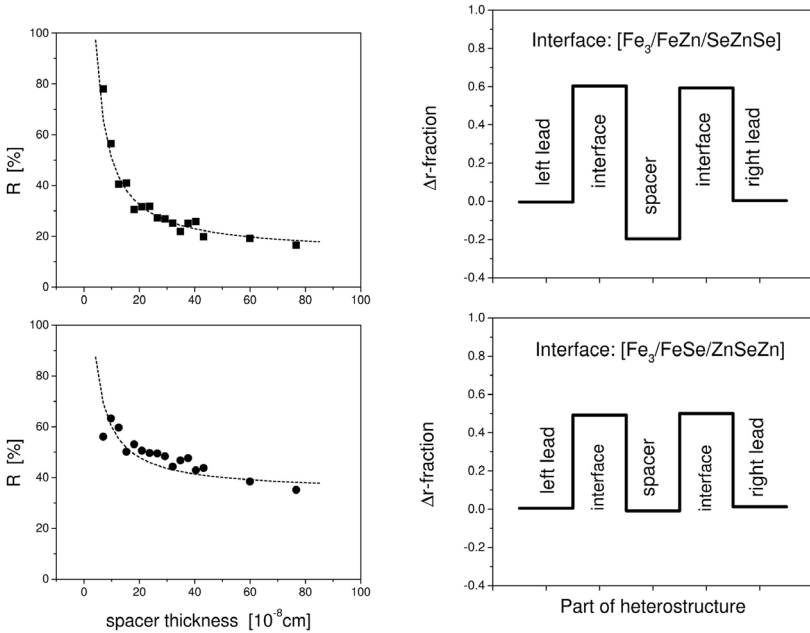 100
80
60
40
20
0
0 20 40 60 80 100
R [%]
100
80
60
40
20
0
0 20 40 60 80 100
R [%]
spacer thickness [10-8cm]
1.0
0.8
0.6
0.4
0.2
0.0
-0.2
-0.4
Δr-fraction
Interface: [Fe3/FeZn/SeZnSe]
left lead
interface
spacer
interface
right lead
1.0
0.8
0.6
0.4
0.2
0.0
-0.2
-0.4
Δr-fraction
Interface: [Fe3/FeSe/ZnSeZn]
left lead
interface
spacer
interface
right lead
Part of heterostructure